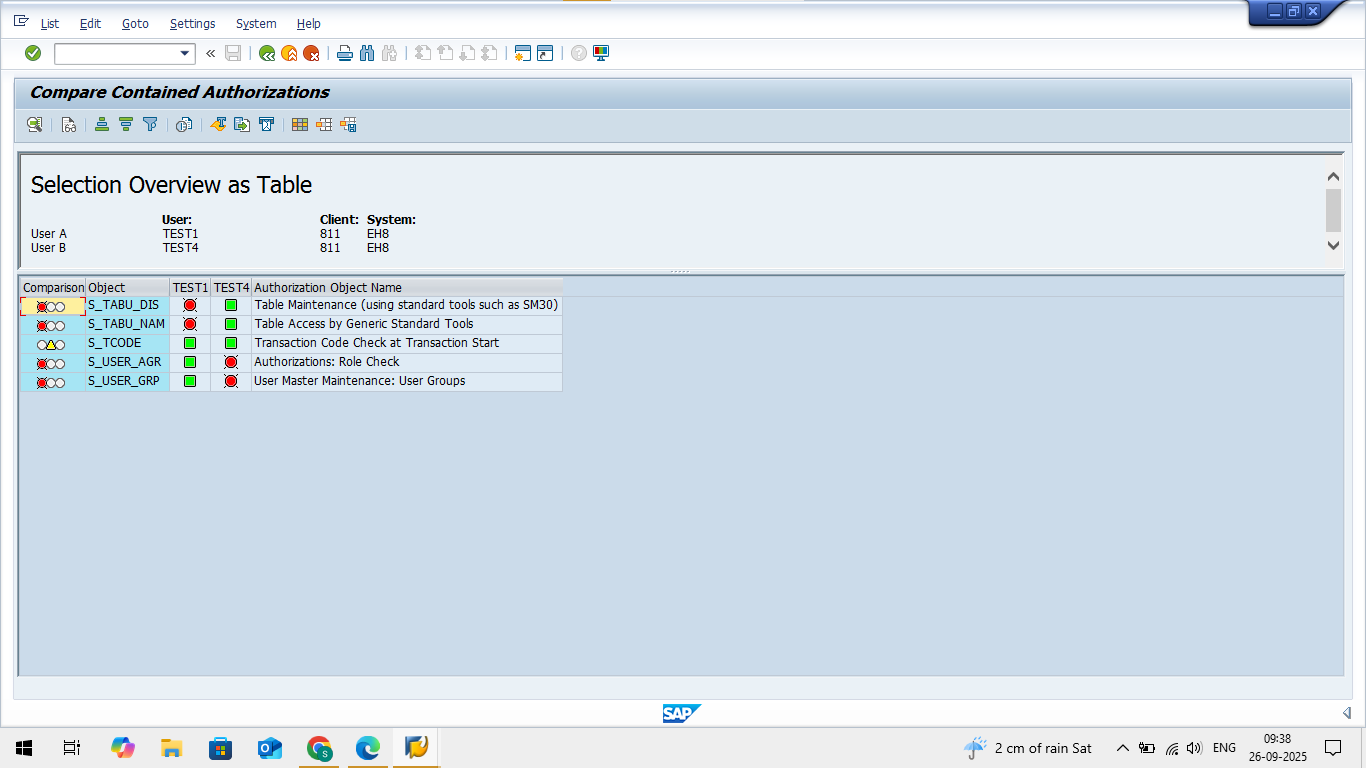 List Edit Goto Settings System Help
Compare Contained Authorizations
Selection Overview as Table
User: Client: System:
User A TEST1 811 EH8
User B TEST4 811 EH8
Comparison Object TEST1 TEST4 Authorization Object Name
S_TABU_DIS Table Maintenance (using standard tools such as SM30)
S_TABU_NAM Table Access by Generic Standard Tools
S_TCODE Transaction Code Check at Transaction Start
S_USER_AGR Authorizations: Role Check
S_USER_GRP User Master Maintenance: User Groups
SAP
2 cm of rain Sat ENG 09:38
26-09-2025